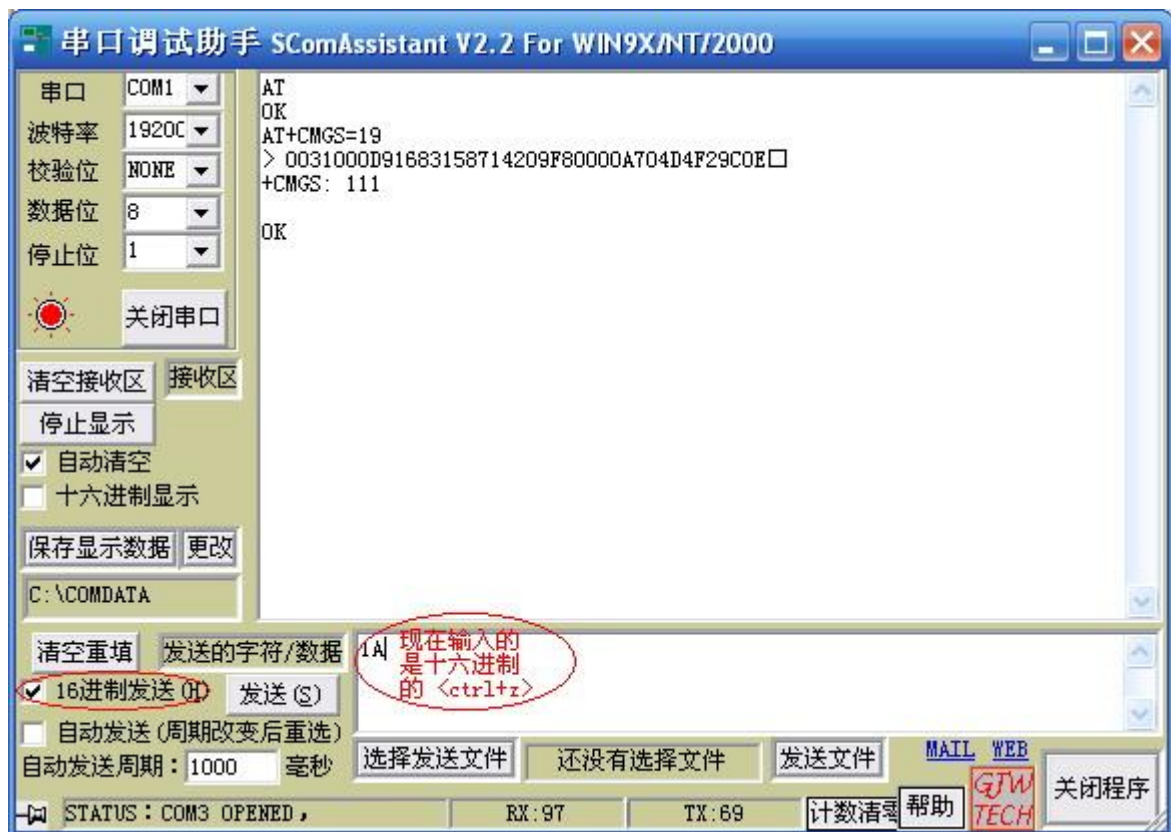 串口调试助手 SComAssistant V2.2 For WIN9X/NT/2000
串口 COM1
波特率 1920
校验位 NONE
数据位 8
停止位 1
关闭串口
清空接收区 接收区
停止显示
自动清空
十六进制显示
保存显示数据 更改
C:\COMDATA
AT
OK
AT+CMGS=19
> 0031000D91683158714209F80000A704D4F29C0E□
+CMGS: 111
OK
清空重填 发送的字符/数据
16进制发送(H) 发送(S)
自动发送(周期改变后重选)
自动发送周期：1000 毫秒
1A
现在输入的
是十六进制
的 <ctrl+z>
选择发送文件 还没有选择文件 发送文件
MAIL WEB
GJW
TECH
关闭程序
STATUS：COM3 OPENED， RX:97 TX:69 计数清零 帮助